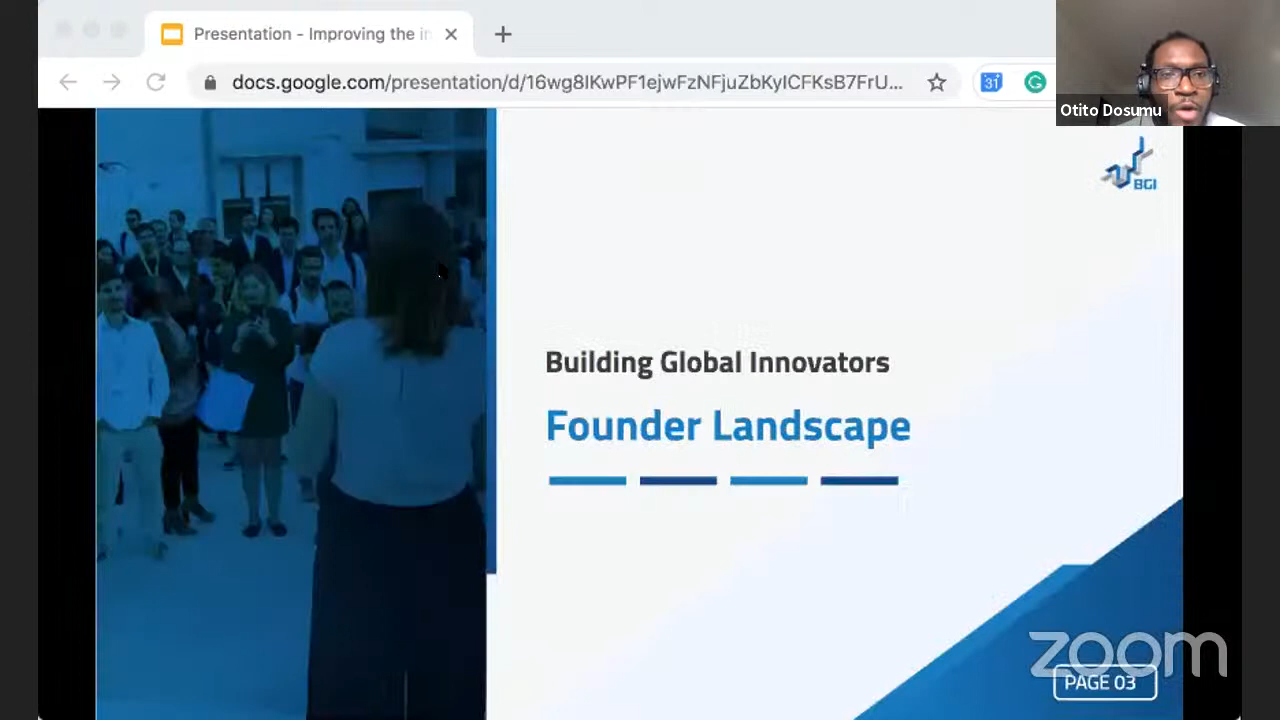 Presentation - Improving the in
docs.google.com/presentation/d/16wg8IKwPF1ejwFzNFjuZbKyICFKsB7FrU...
31
Otito Dosumu
BGI
Building Global Innovators
Founder Landscape
zoom
PAGE 03